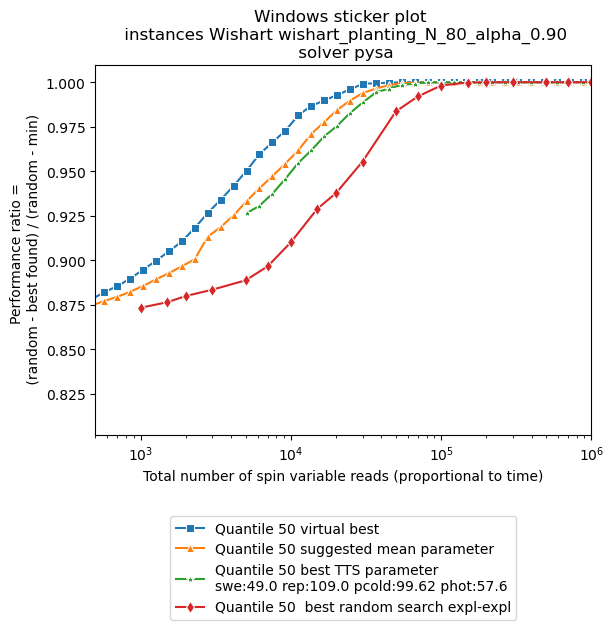 Windows sticker plot
instances Wishart wishart_planting_N_80_alpha_0.90
solver pysa
Performance ratio =
(random - best found) / (random - min)
1.000
0.975
0.950
0.925
0.900
0.875
0.850
0.825
10³
10⁴
10⁵
10⁶
Total number of spin variable reads (proportional to time)
Quantile 50 virtual best
Quantile 50 suggested mean parameter
Quantile 50 best TTS parameter
swe:49.0 rep:109.0 pcold:99.62 phot:57.6
Quantile 50  best random search expl-expl